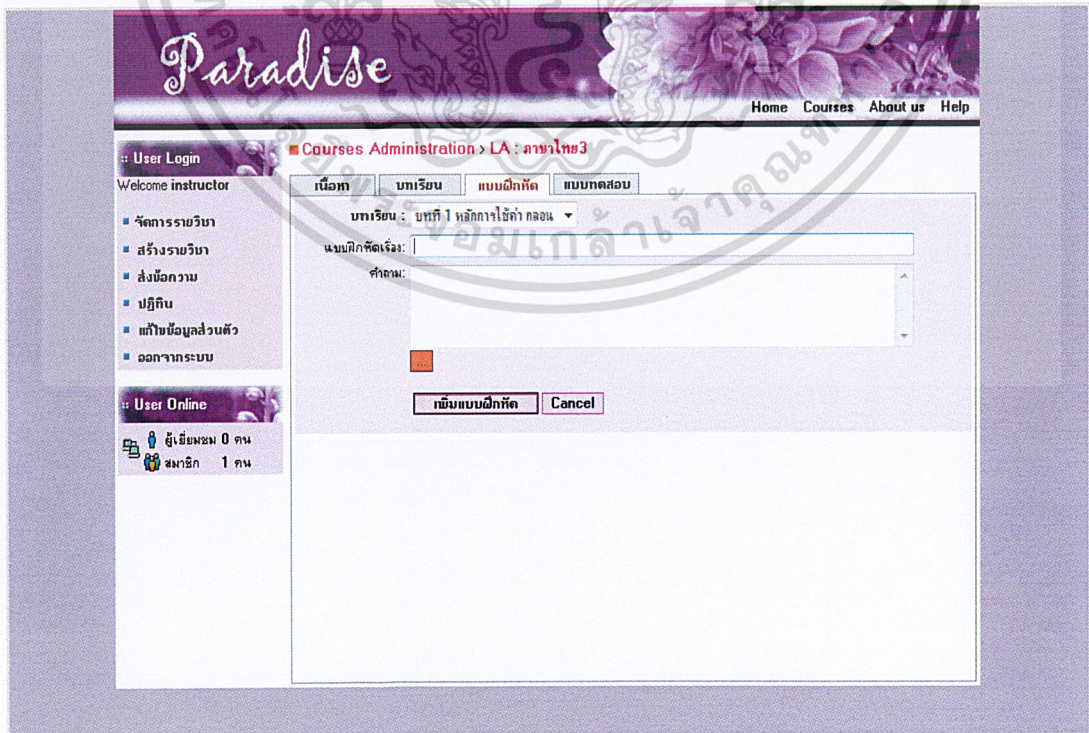 Paradise
Home Courses About us Help
:: User Login
Welcome instructor
จัดการรายวิชา
สร้างรายวิชา
ส่งข้อความ
ปฏิทิน
แก้ไขข้อมูลส่วนตัว
ออกจากระบบ
:: User Online
ผู้เยี่ยมชม 0 คน
สมาชิก 1 คน
Courses Administration > LA : ภาษาไทย3
เนื้อหา บทเรียน แบบฝึกหัด แบบทดสอบ
บทเรียน : บทที่ 1 หลักการใช้คำ กลอน
แบบฝึกหัดเรื่อง:
คำถาม:
...
เพิ่มแบบฝึกหัด Cancel